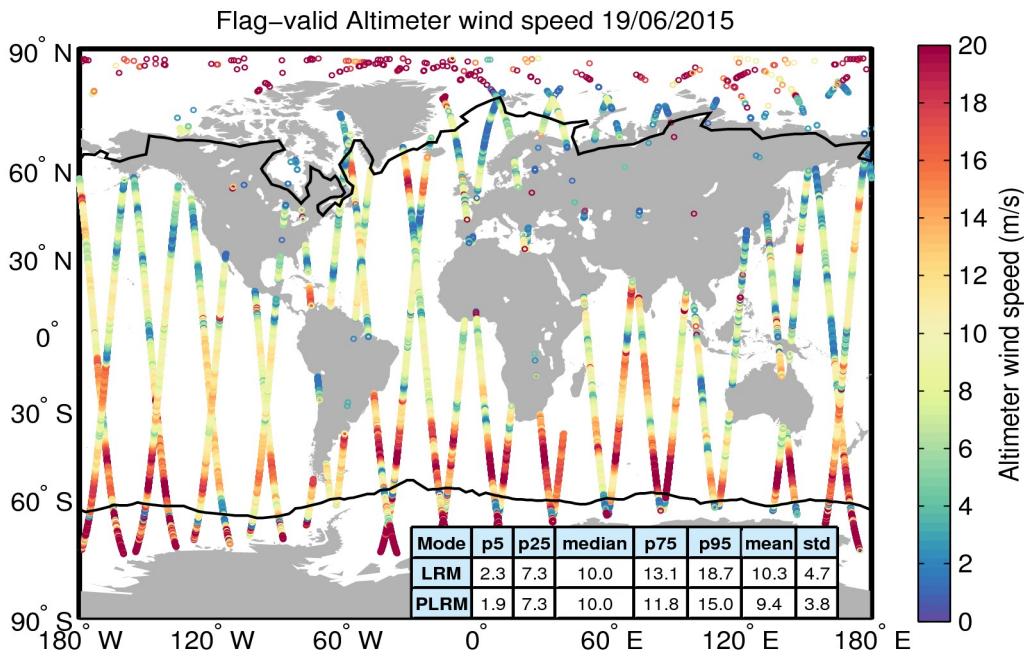 Flag−valid Altimeter wind speed 19/06/2015
90° N
60° N
30° N
0°
30° S
60° S
90° S
180° W
120° W
60° W
0°
60° E
120° E
180° E
Mode p5 p25 median p75 p95 mean std
LRM 2.3 7.3 10.0 13.1 18.7 10.3 4.7
PLRM 1.9 7.3 10.0 11.8 15.0 9.4 3.8
20
18
16
14
12
10
8
6
4
2
0
Altimeter wind speed (m/s)